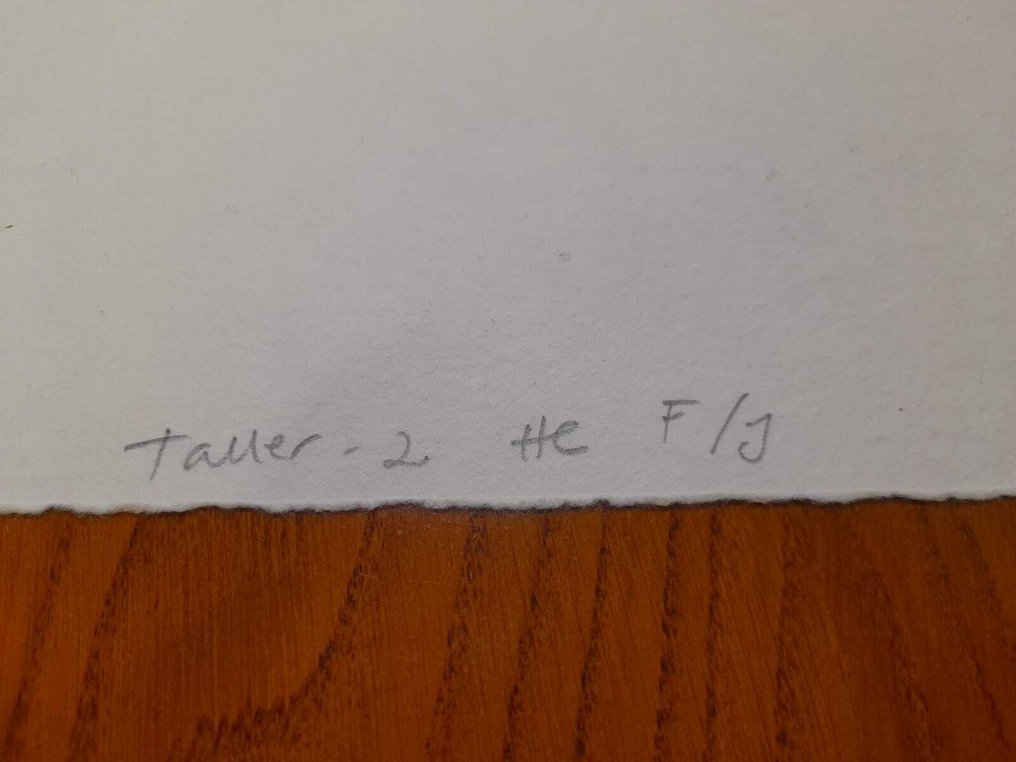 Taller - 2 HC F/J